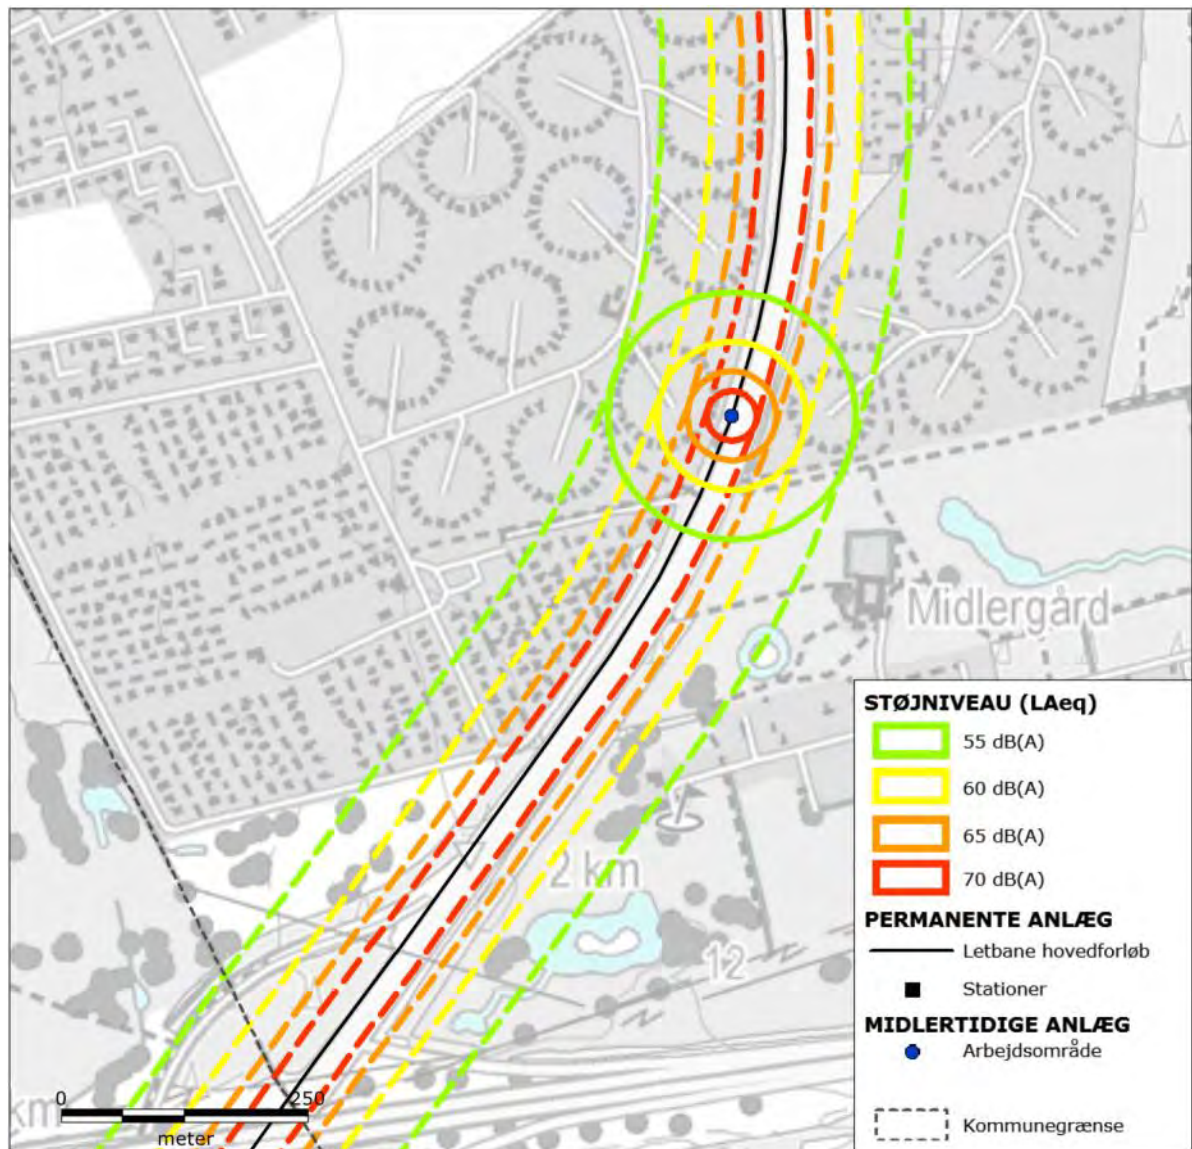 Midlergård
2 km
12
km
0
250
meter
STØJNIVEAU (LAeq)
55 dB(A)
60 dB(A)
65 dB(A)
70 dB(A)
PERMANENTE ANLÆG
Letbane hovedforløb
Stationer
MIDLERTIDIGE ANLÆG
Arbejdsområde
Kommunegrænse